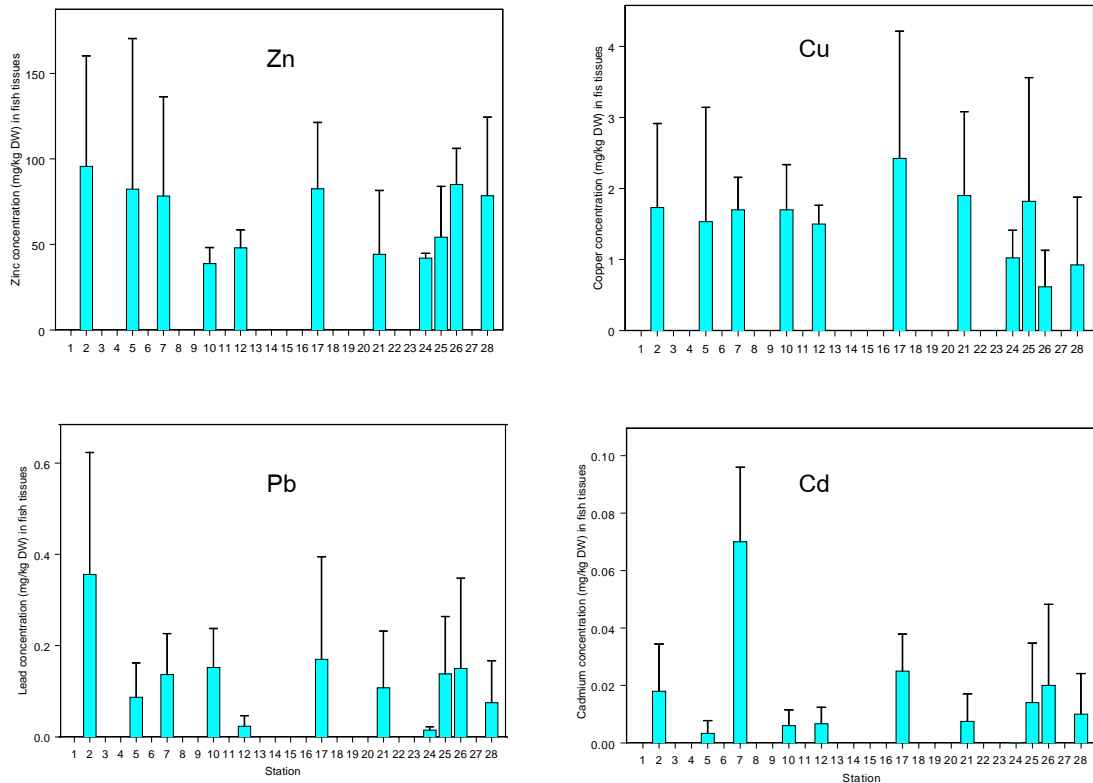 Zn
Zinc concentration (mg/kg DW) in fish tissues
150
100
50
0
1 2 3 4 5 6 7 8 9 10 11 12 13 14 15 16 17 18 19 20 21 22 23 24 25 26 27 28
Cu
Copper concentration (mg/kg DW) in fis tissues
4
3
2
1
0
1 2 3 4 5 6 7 8 9 10 11 12 13 14 15 16 17 18 19 20 21 22 23 24 25 26 27 28
Pb
Lead concentration (mg/kg DW) in fish tissues
0.6
0.4
0.2
0.0
1 2 3 4 5 6 7 8 9 10 11 12 13 14 15 16 17 18 19 20 21 22 23 24 25 26 27 28
Station
Cd
Cadmium concentration (mg/kg DW) in fish tissues
0.10
0.08
0.06
0.04
0.02
0.00
1 2 3 4 5 6 7 8 9 10 11 12 13 14 15 16 17 18 19 20 21 22 23 24 25 26 27 28
Station